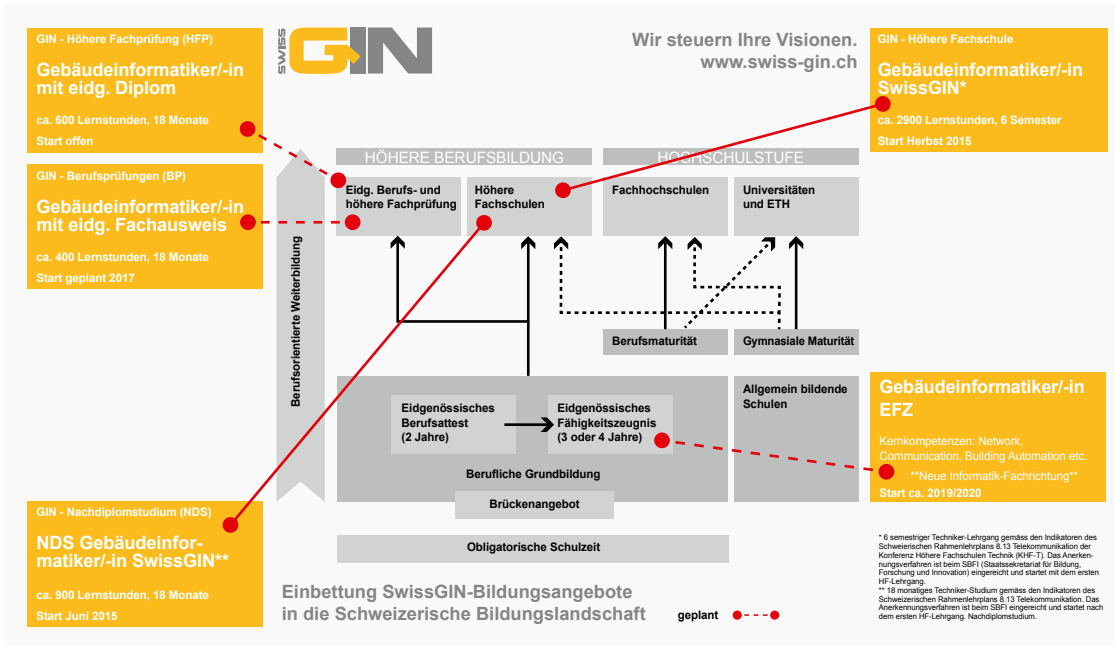 GIN - Höhere Fachprüfung (HFP)
Gebäudeinformatiker/-in
mit eidg. Diplom
ca. 600 Lernstunden, 18 Monate
Start offen
SWISS
GIN
Wir steuern Ihre Visionen.
www.swiss-gin.ch
GIN - Höhere Fachschule
Gebäudeinformatiker/-in
SwissGIN*
ca. 2900 Lernstunden, 6 Semester
Start Herbst 2015
GIN - Berufsprüfungen (BP)
Gebäudeinformatiker/-in
mit eidg. Fachausweis
ca. 400 Lernstunden, 18 Monate
Start geplant 2017
Berufsorientierte Weiterbildung
HÖHERE BERUFSBILDUNG
HOCHSCHULSTUFE
Eidg. Berufs- und
höhere Fachprüfung
Höhere
Fachschulen
Fachhochschulen
Universitäten
und ETH
Berufsmaturität
Gymnasiale Maturität
Eidgenössisches
Berufsattest
(2 Jahre)
Eidgenössisches
Fähigkeitszeugnis
(3 oder 4 Jahre)
Berufliche Grundbildung
Allgemein bildende
Schulen
Brückenangebot
Obligatorische Schulzeit
Gebäudeinformatiker/-in
EFZ
Kernkompetenzen: Network,
Communication, Building Automation etc.
**Neue Informatik-Fachrichtung**
Start ca. 2019/2020
GIN - Nachdiplomstudium (NDS)
NDS Gebäudeinfor-
matiker/-in SwissGIN**
ca. 900 Lernstunden, 18 Monate
Start Juni 2015
Einbettung SwissGIN-Bildungsangebote
in die Schweizerische Bildungslandschaft
geplant
* 6 semestriger Techniker-Lehrgang gemäss den Indikatoren des
Schweierischen Rahmenlehrplans 8.13 Telekommunikation der
Konferenz Höhere Fachschulen Technik (KHF-T). Das Anerken-
nungsverfahren ist beim SBFI (Staatssekretariat für Bildung,
Forschung und Innovation) eingereicht und startet mit dem ersten
HF-Lehrgang.
** 18 monatiges Techniker-Studium gemäss den Indikatoren des
Schweizerischen Rahmenlehrplans 8.13 Telekommunikation. Das
Anerkennungsverfahren ist beim SBFI eingereicht und startet nach
dem ersten HF-Lehrgang. Nachdiplomstudium.